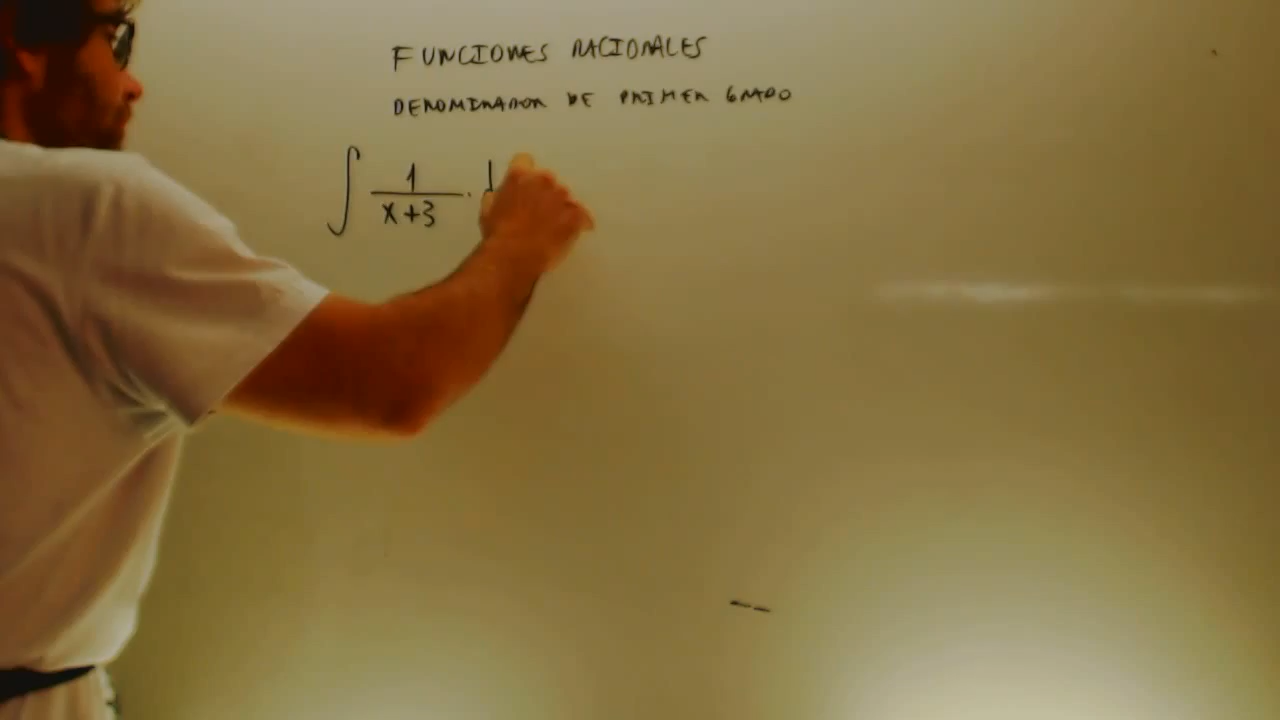 FUNCIONES RACIONALES
DENOMINADOR DE PRIMER GRADO
∫ 1/(x+3) · d